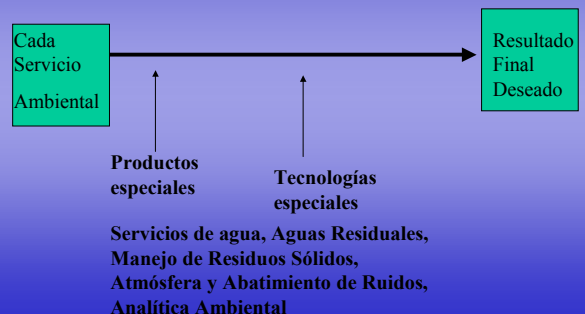 Cada
Servicio
Ambiental
Resultado
Final
Deseado
Productos
especiales
Tecnologías
especiales
Servicios de agua, Aguas Residuales,
Manejo de Residuos Sólidos,
Atmósfera y Abatimiento de Ruidos,
Analítica Ambiental